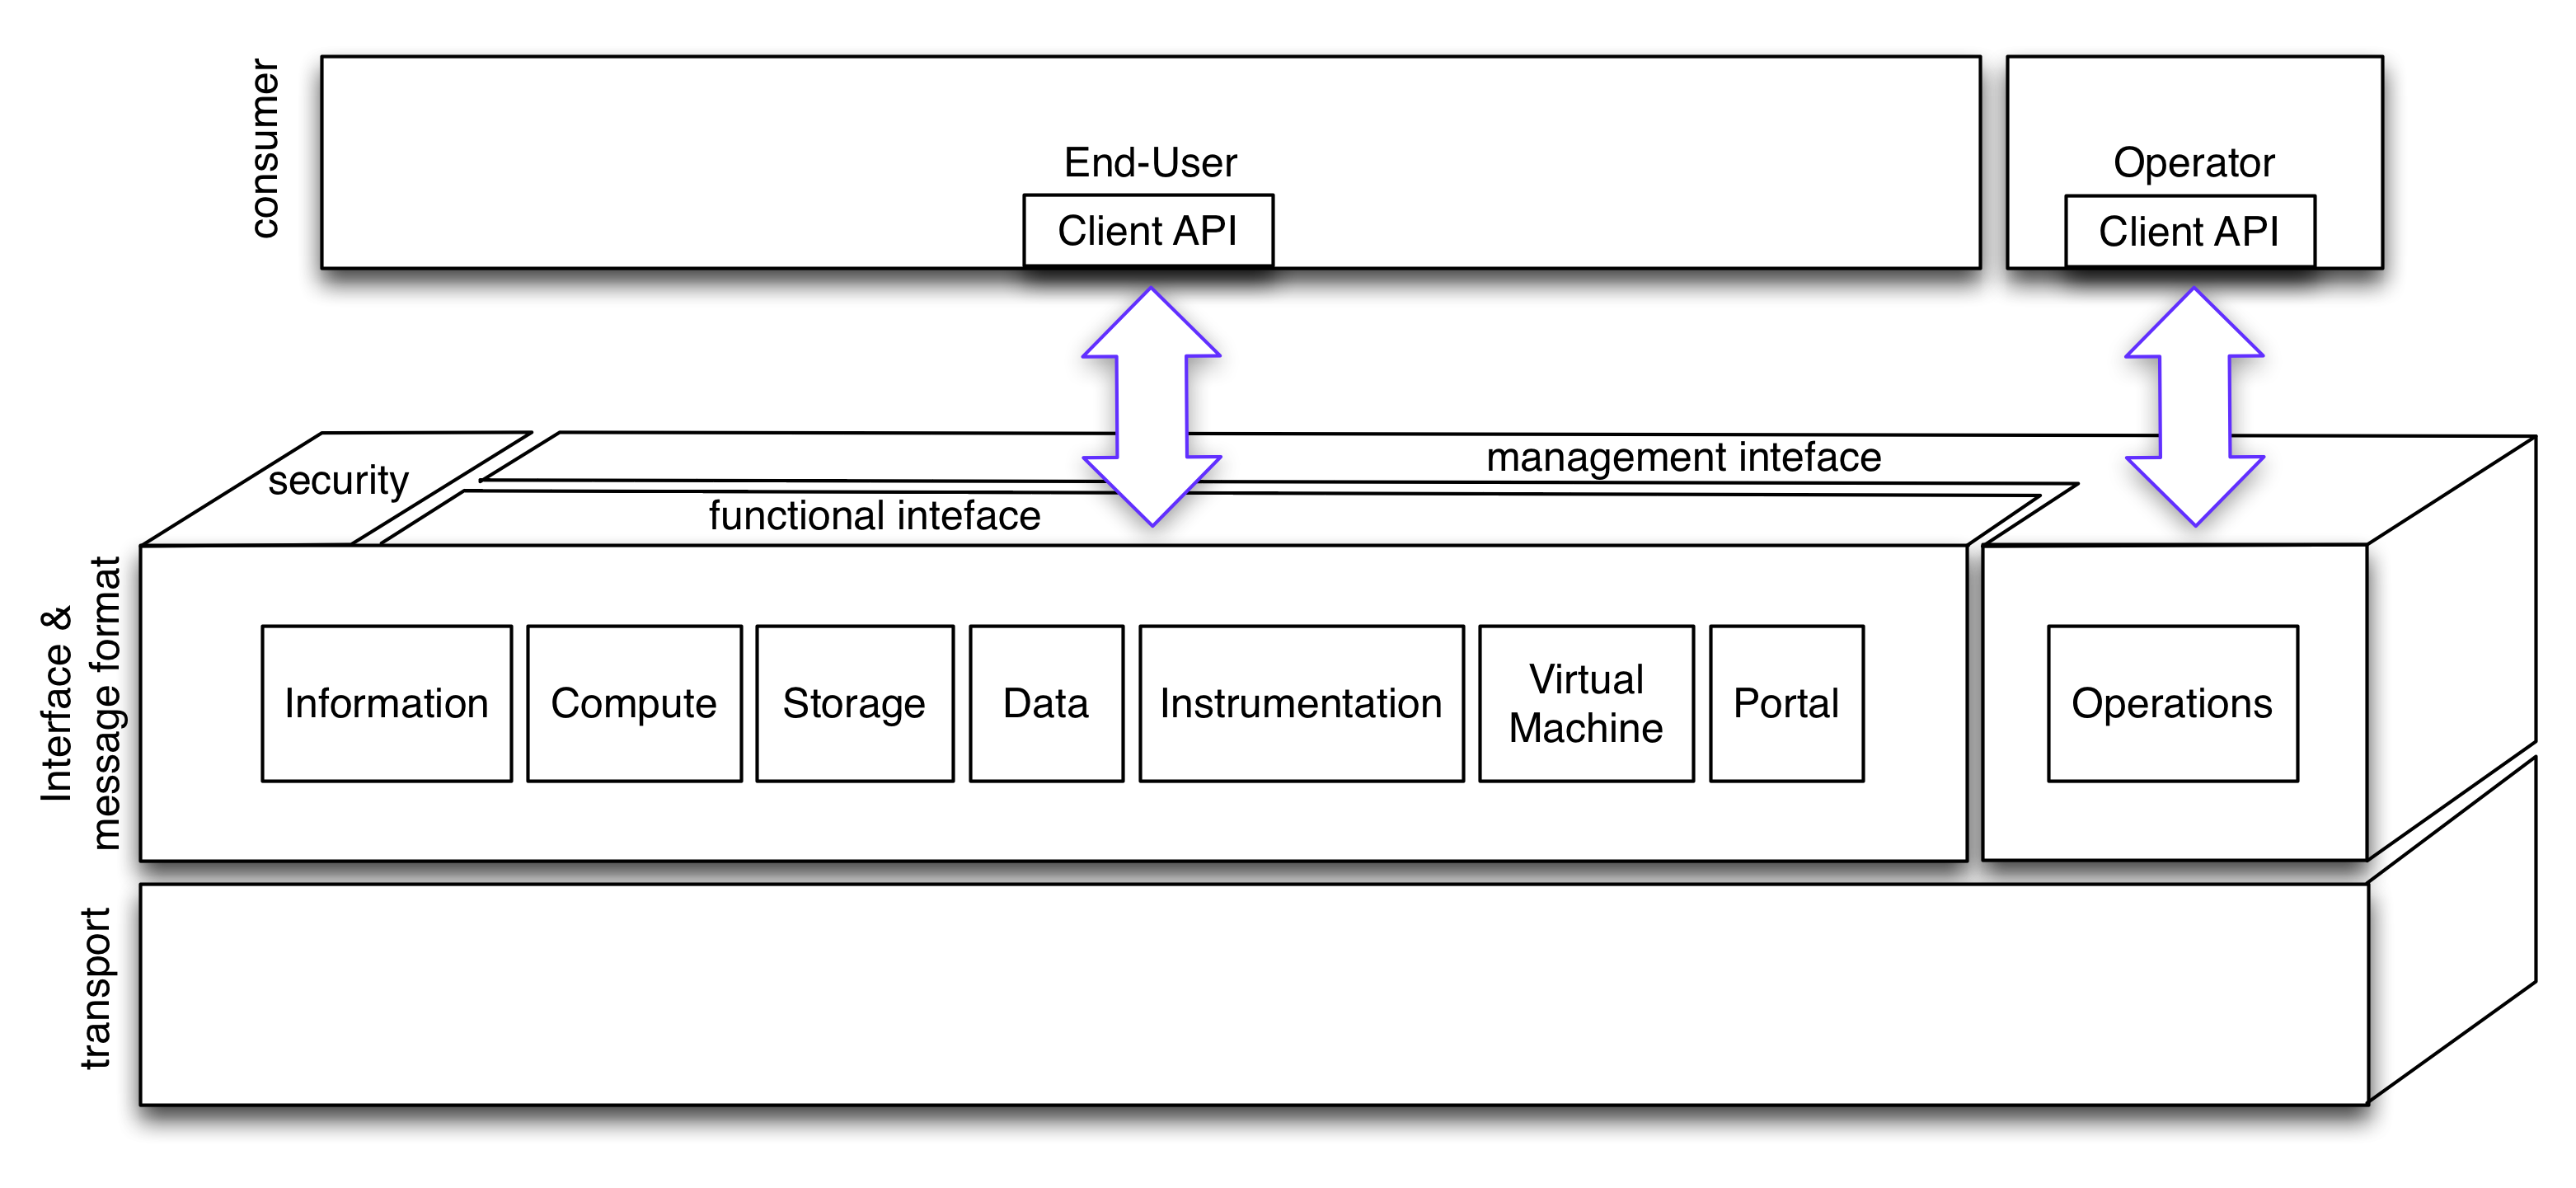 consumer
End-User
Client API
Operator
Client API
security
management inteface
functional inteface
Interface &
message format
Information
Compute
Storage
Data
Instrumentation
Virtual
Machine
Portal
Operations
transport